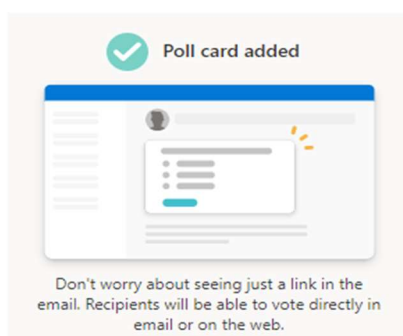 Poll card added
Don't worry about seeing just a link in the
email. Recipients will be able to vote directly in
email or on the web.